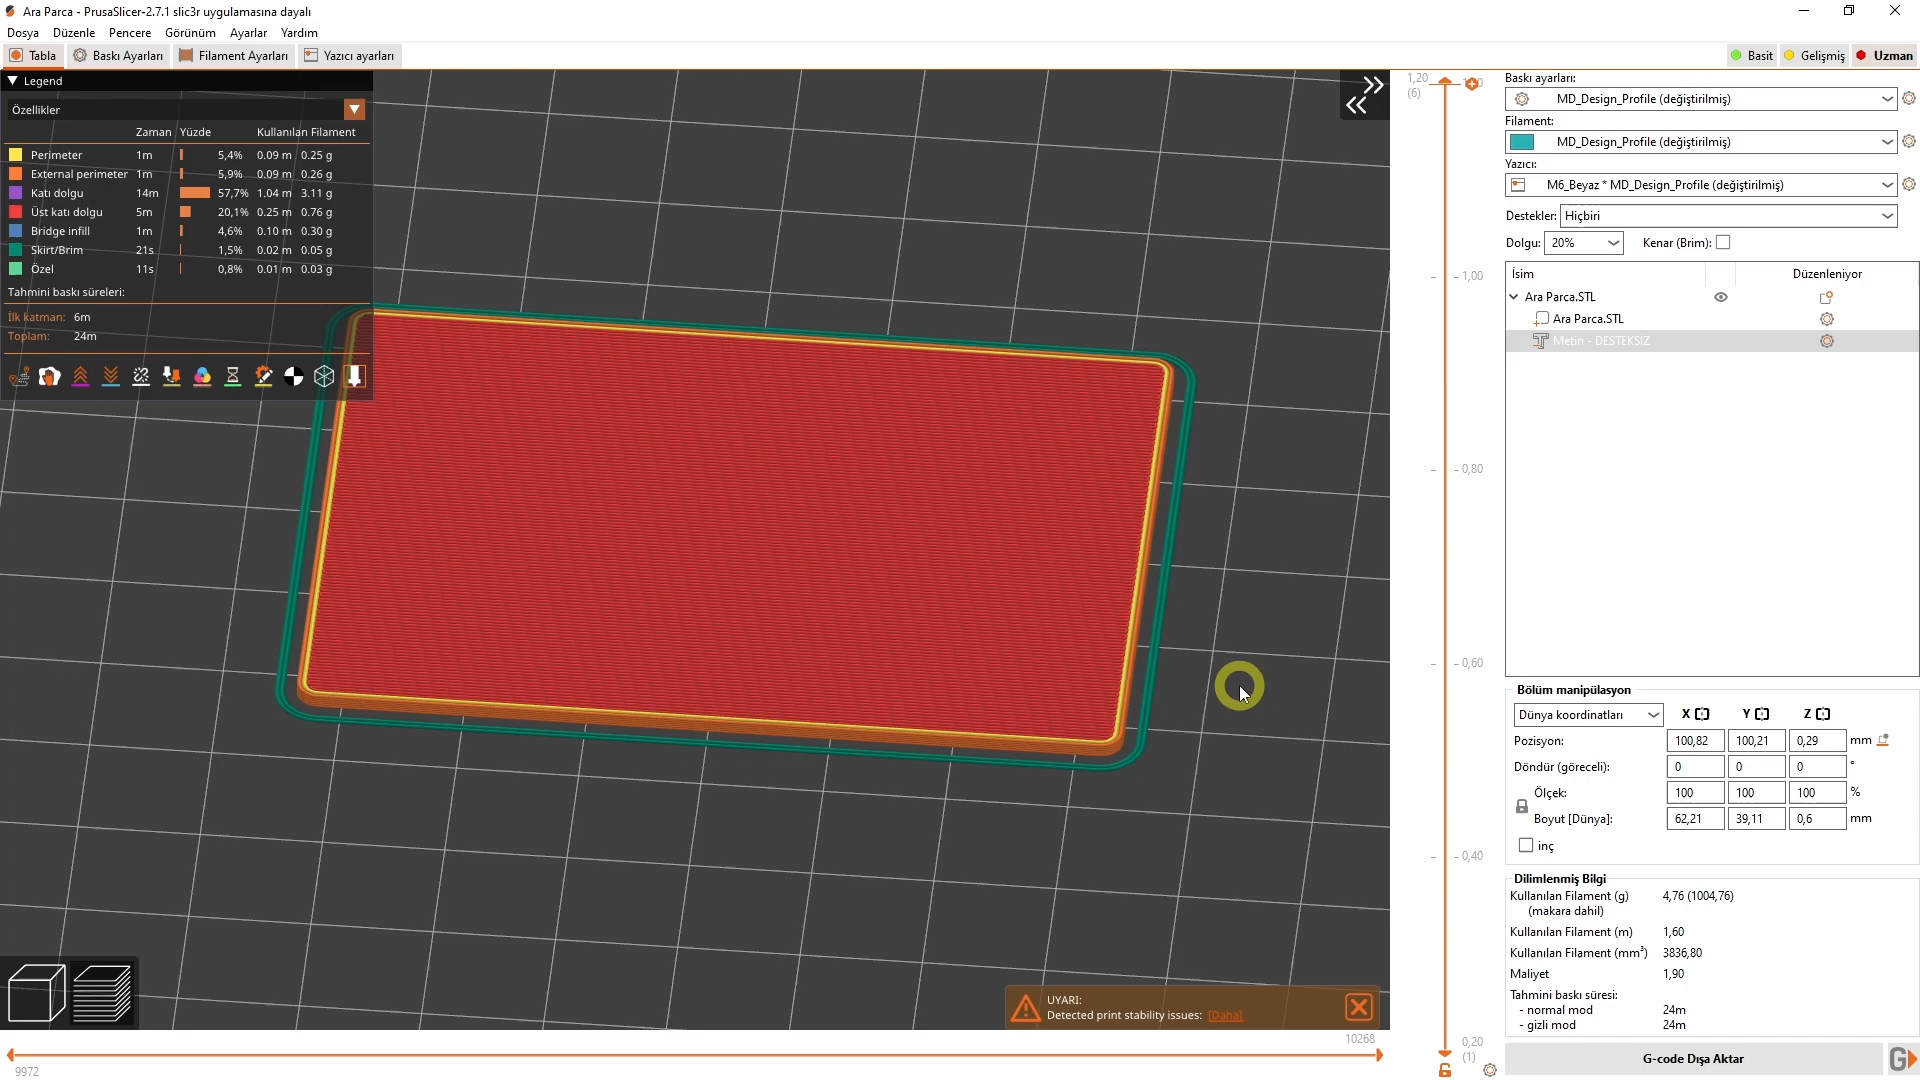 Ara Parca - PrusaSlicer-2.7.1 slic3r uygulamasına dayalı
Dosya Düzenle Pencere Görünüm Ayarlar Yardım
Tabla Baskı Ayarları Filament Ayarları Yazıcı ayarları
Basit Gelişmiş Uzman
Legend
Özellikler
Zaman Yüzde Kullanılan Filament
Perimeter 1m 5,4% 0.09 m 0.25 g
External perimeter 1m 5,9% 0.09 m 0.26 g
Katı dolgu 14m 57,7% 1.04 m 3.11 g
Üst katı dolgu 5m 20,1% 0.25 m 0.76 g
Bridge infill 1m 4,6% 0.10 m 0.30 g
Skirt/Brim 21s 1,5% 0.02 m 0.05 g
Özel 11s 0,8% 0.01 m 0.03 g
Tahmini baskı süreleri:
İlk katman: 6m
Toplam: 24m
UYARI:
Detected print stability issues: [Daha]
10268
9972
1,20
(6)
1,00
0,80
0,60
0,40
0,20
(1)
Baskı ayarları:
MD_Design_Profile (değiştirilmiş)
Filament:
MD_Design_Profile (değiştirilmiş)
Yazıcı:
M6_Beyaz * MD_Design_Profile (değiştirilmiş)
Destekler: Hiçbiri
Dolgu: 20% Kenar (Brim):
İsim Düzenleniyor
Ara Parca.STL
Ara Parca.STL
Metin - DESTEKSIZ
Bölüm manipülasyon
Dünya koordinatları X Y Z
Pozisyon: 100,82 100,21 0,29 mm
Döndür (göreceli): 0 0 0 °
Ölçek: 100 100 100 %
Boyut [Dünya]: 62,21 39,11 0,6 mm
inç
Dilimlenmiş Bilgi
Kullanılan Filament (g) 4,76 (1004,76)
(makara dahil)
Kullanılan Filament (m) 1,60
Kullanılan Filament (mm³) 3836,80
Maliyet 1,90
Tahmini baskı süresi:
- normal mod 24m
- gizli mod 24m
G-code Dışa Aktar
G